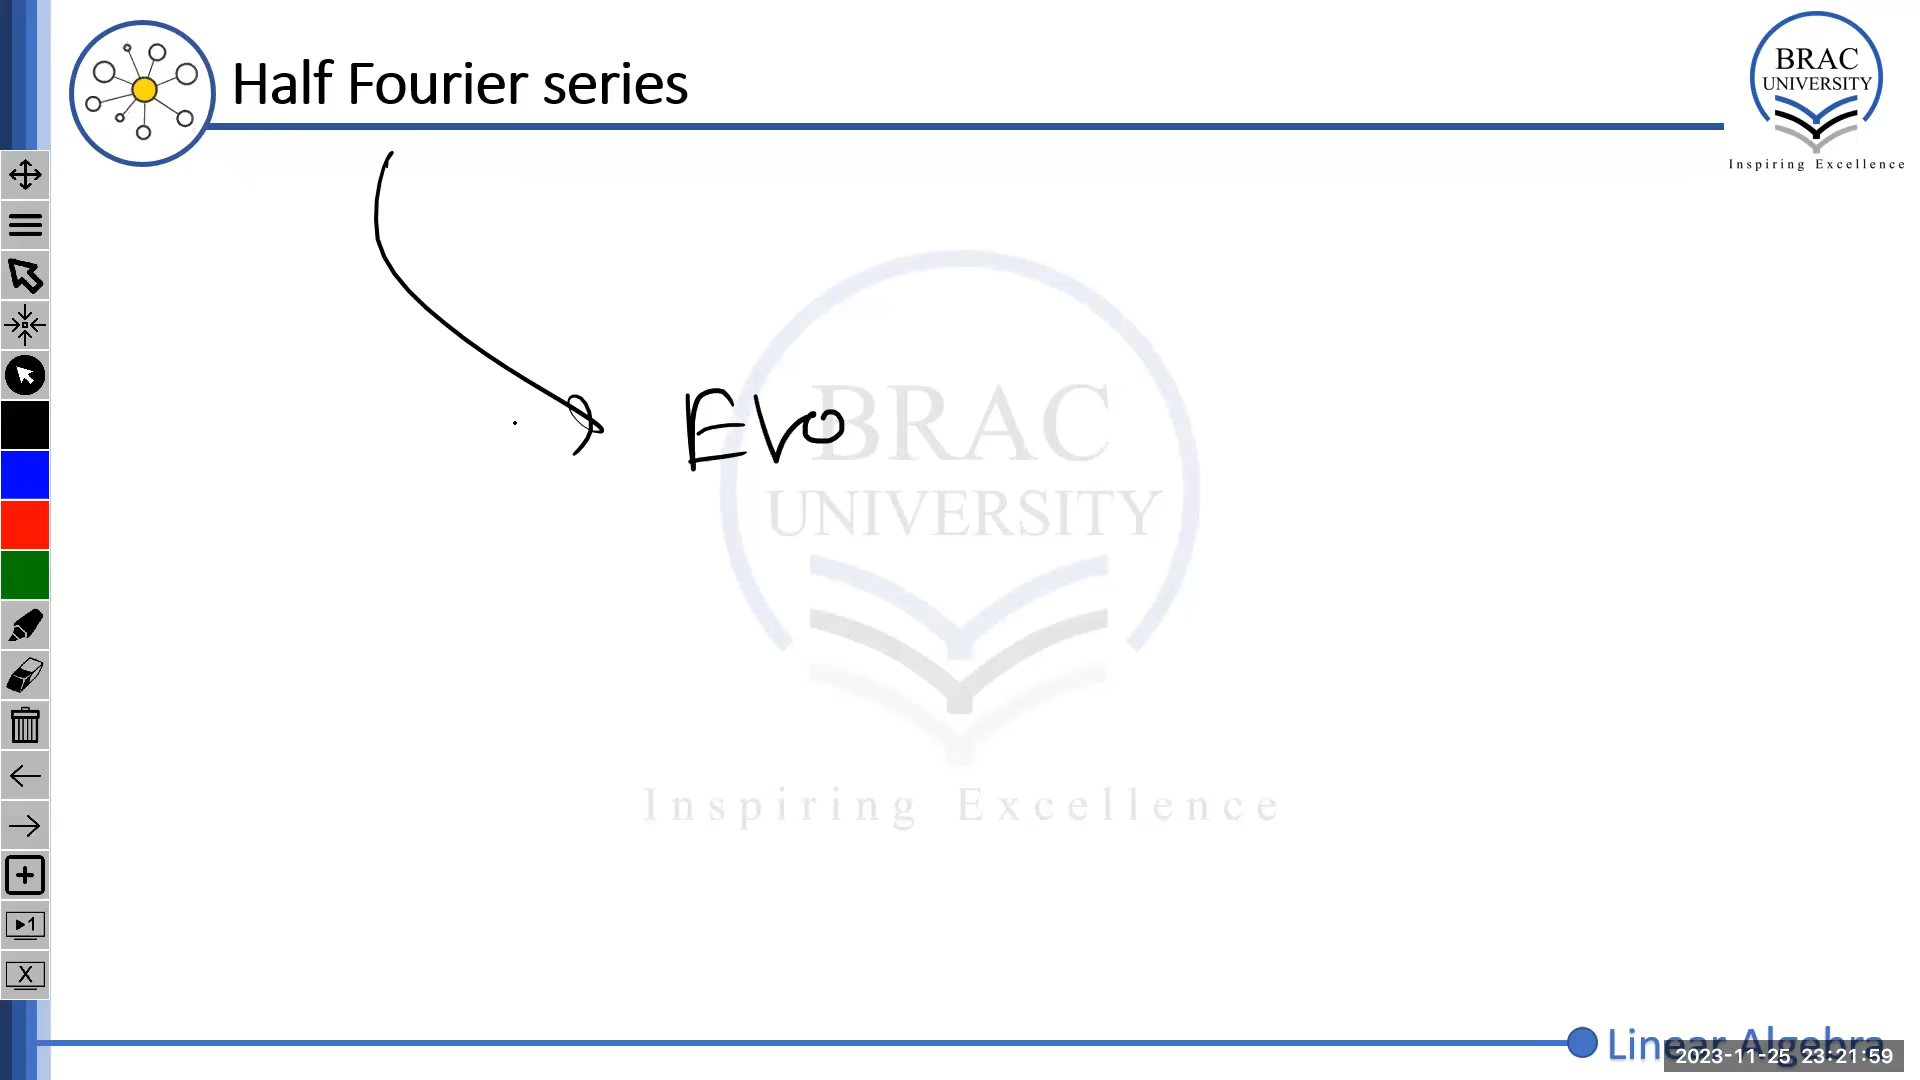 Half Fourier series
BRAC
UNIVERSITY
Inspiring Excellence
Evo
BRAC
UNIVERSITY
Inspiring Excellence
1
X
Linear Algebra
2023-11-25 23:21:59